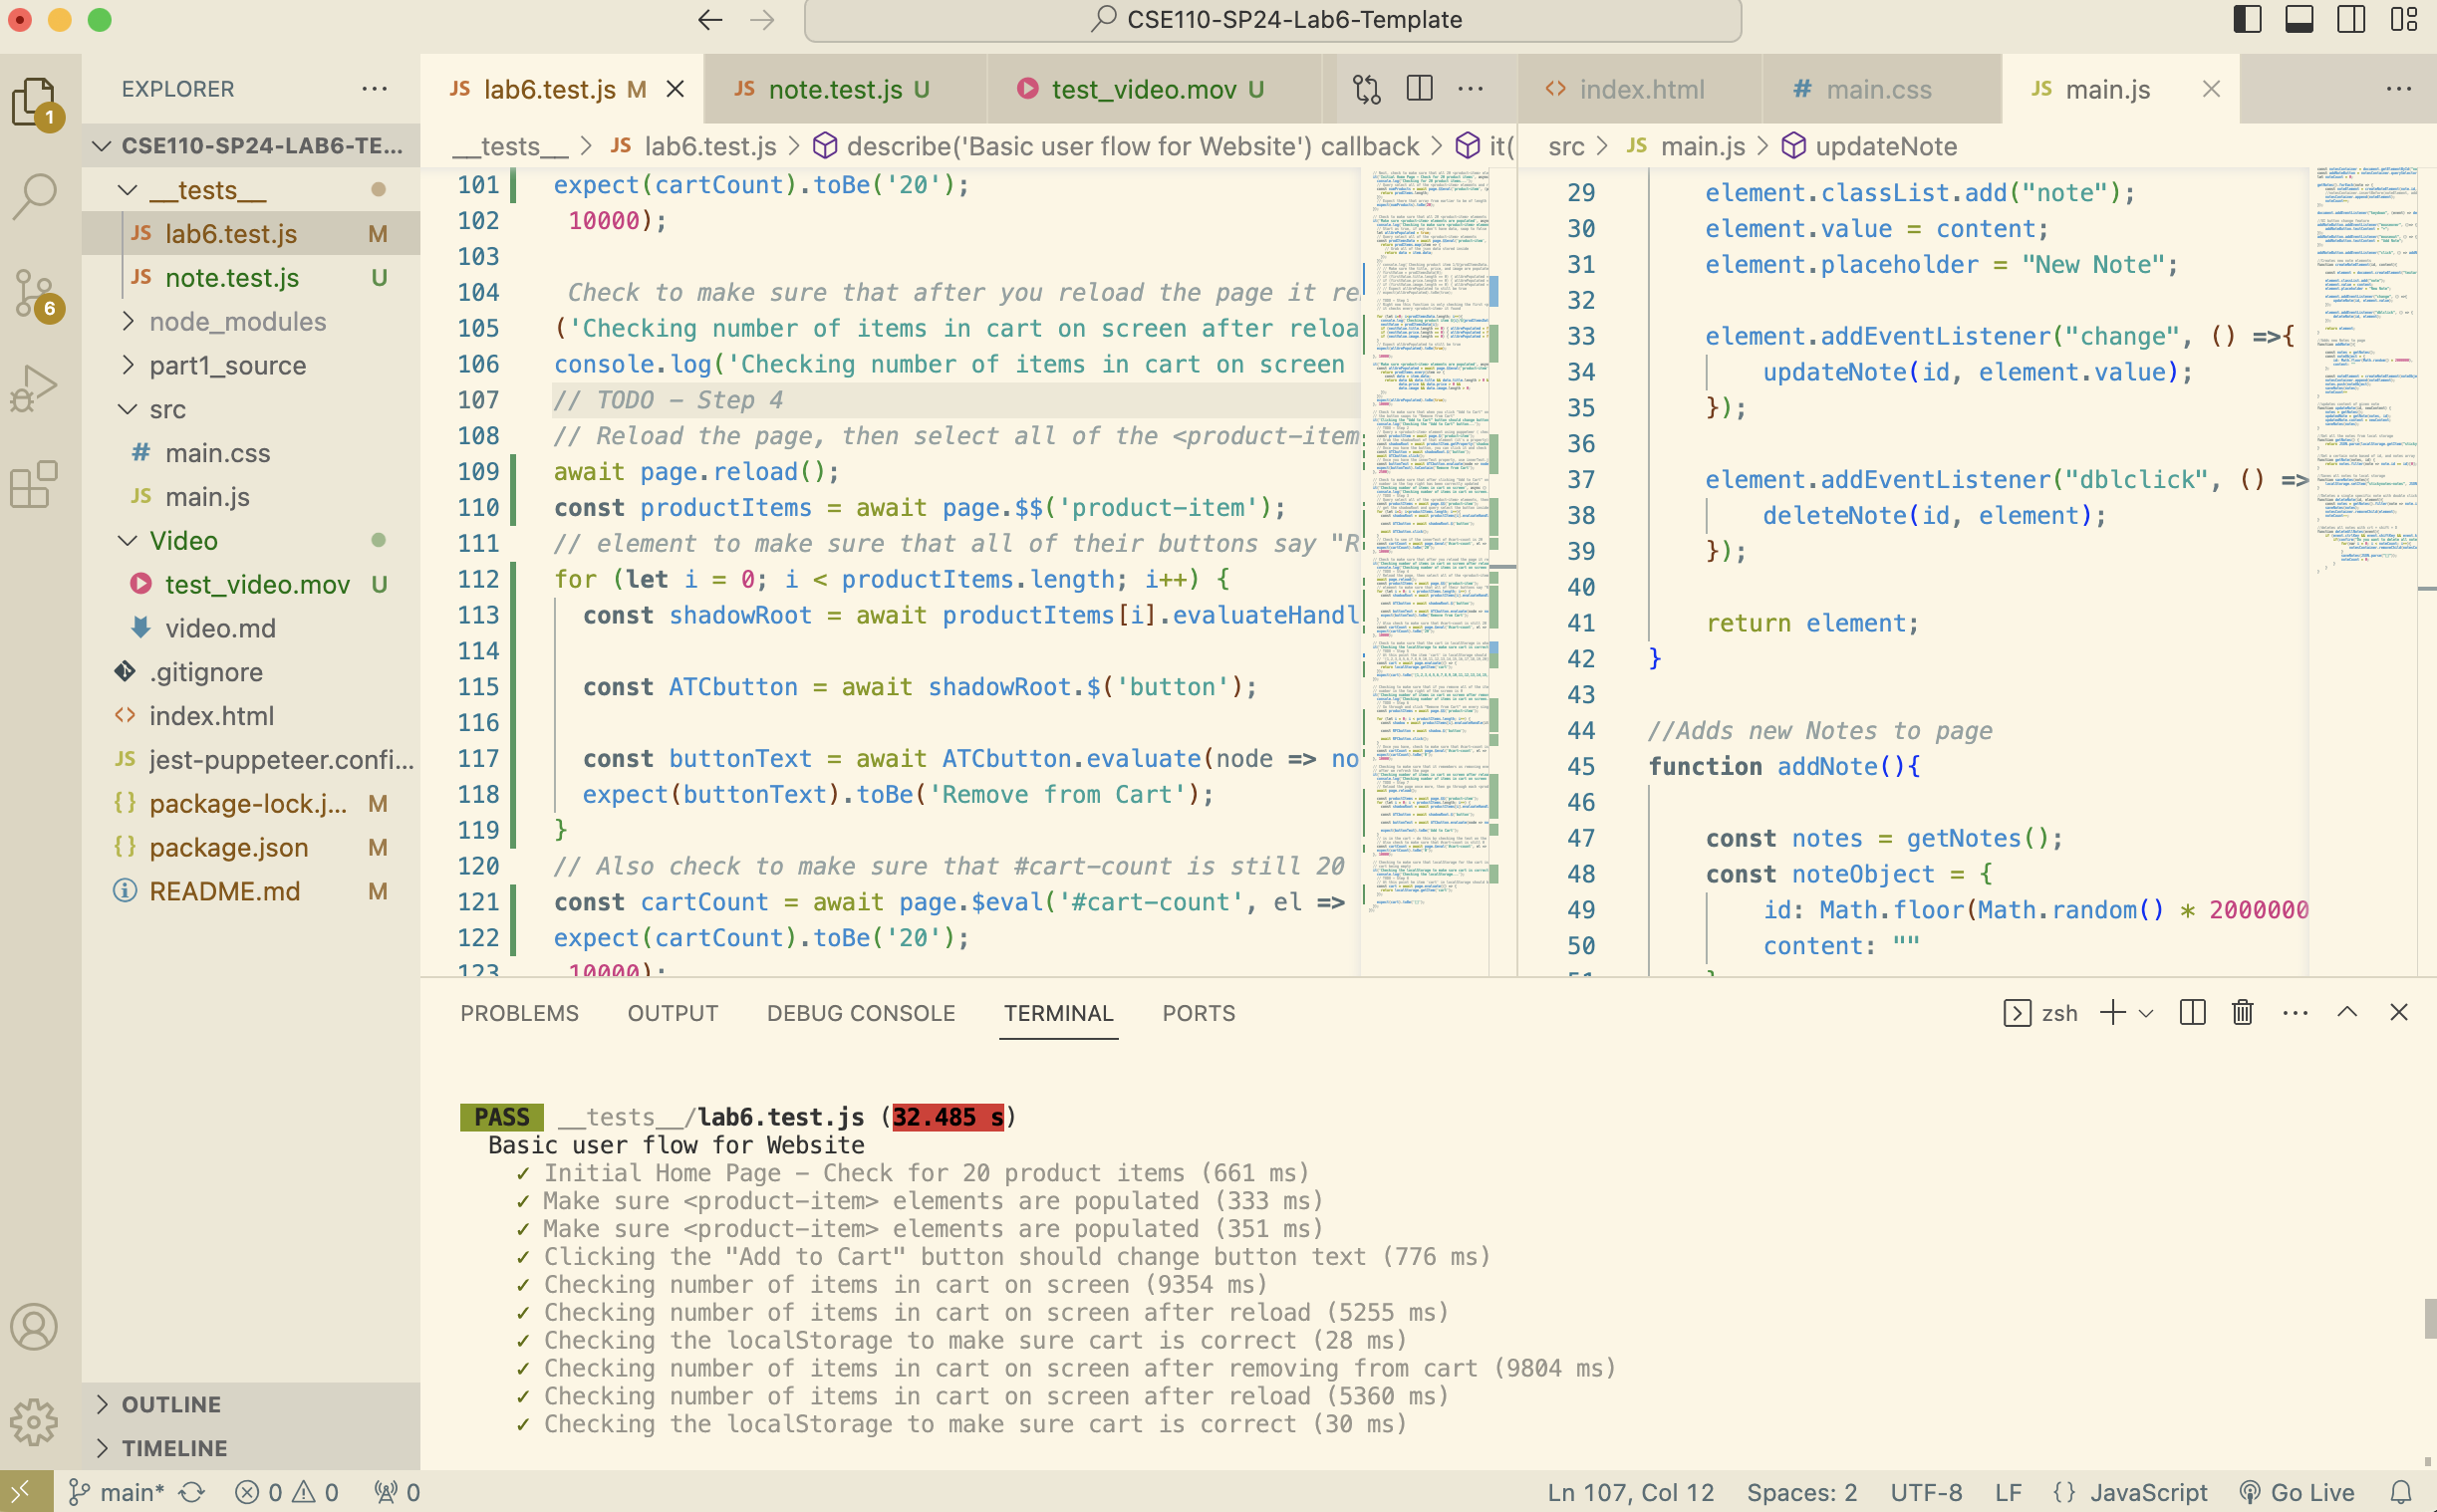 CSE110-SP24-Lab6-Template
EXPLORER
1
6
CSE110-SP24-LAB6-TE...
__tests__
JS lab6.test.js M
JS note.test.js U
node_modules
part1_source
src
# main.css
JS main.js
Video
test_video.mov U
video.md
.gitignore
index.html
JS jest-puppeteer.confi...
{} package-lock.j... M
{} package.json M
README.md M
OUTLINE
TIMELINE
JS lab6.test.js M
JS note.test.js U
test_video.mov U
__tests__ > JS lab6.test.js > describe('Basic user flow for Website') callback > it(
101 expect(cartCount).toBe('20');
102 10000);
103
104 Check to make sure that after you reload the page it re
105 ('Checking number of items in cart on screen after reloa
106 console.log('Checking number of items in cart on screen
107 // TODO - Step 4
108 // Reload the page, then select all of the <product-item
109 await page.reload();
110 const productItems = await page.$$('product-item');
111 // element to make sure that all of their buttons say "R
112 for (let i = 0; i < productItems.length; i++) {
113 const shadowRoot = await productItems[i].evaluateHandl
114
115 const ATCbutton = await shadowRoot.$('button');
116
117 const buttonText = await ATCbutton.evaluate(node => no
118 expect(buttonText).toBe('Remove from Cart');
119 }
120 // Also check to make sure that #cart-count is still 20
121 const cartCount = await page.$eval('#cart-count', el =>
122 expect(cartCount).toBe('20');
123 10000);
<> index.html
# main.css
JS main.js
src > JS main.js > updateNote
29 element.classList.add("note");
30 element.value = content;
31 element.placeholder = "New Note";
32
33 element.addEventListener("change", () =>{
34 updateNote(id, element.value);
35 });
36
37 element.addEventListener("dblclick", () =>
38 deleteNote(id, element);
39 });
40
41 return element;
42 }
43
44 //Adds new Notes to page
45 function addNote(){
46
47 const notes = getNotes();
48 const noteObject = {
49 id: Math.floor(Math.random() * 2000000
50 content: ""
51 }
PROBLEMS OUTPUT DEBUG CONSOLE TERMINAL PORTS
zsh
PASS __tests__/lab6.test.js (32.485 s)
Basic user flow for Website
✓ Initial Home Page – Check for 20 product items (661 ms)
✓ Make sure <product-item> elements are populated (333 ms)
✓ Make sure <product-item> elements are populated (351 ms)
✓ Clicking the "Add to Cart" button should change button text (776 ms)
✓ Checking number of items in cart on screen (9354 ms)
✓ Checking number of items in cart on screen after reload (5255 ms)
✓ Checking the localStorage to make sure cart is correct (28 ms)
✓ Checking number of items in cart on screen after removing from cart (9804 ms)
✓ Checking number of items in cart on screen after reload (5360 ms)
✓ Checking the localStorage to make sure cart is correct (30 ms)
main* 0 0 0
Ln 107, Col 12 Spaces: 2 UTF-8 LF {} JavaScript Go Live